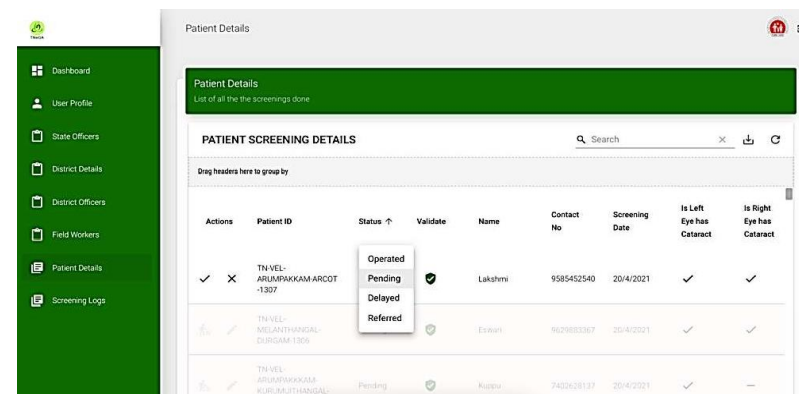 Patient Details
Dashboard
User Profile
State Officers
District Details
District Officers
Field Workers
Patient Details
Screening Logs
Patient Details
List of all the the screenings done
PATIENT SCREENING DETAILS
Search
Drag headers here to group by
Actions Patient ID Status ↑ Validate Name Contact No Screening Date Is Left Eye has Cataract Is Right Eye has Cataract
TN-VEL-
ARUMPAKKAM-ARCOT
-1307
Operated
Pending
Delayed
Referred
Lakshmi 9585452540 20/4/2021
TN-VEL-
MELANTHANGAL-
DURGAM-1306
20/4/2021
TN-VEL-
Pending
Kuppu
20/4/2021